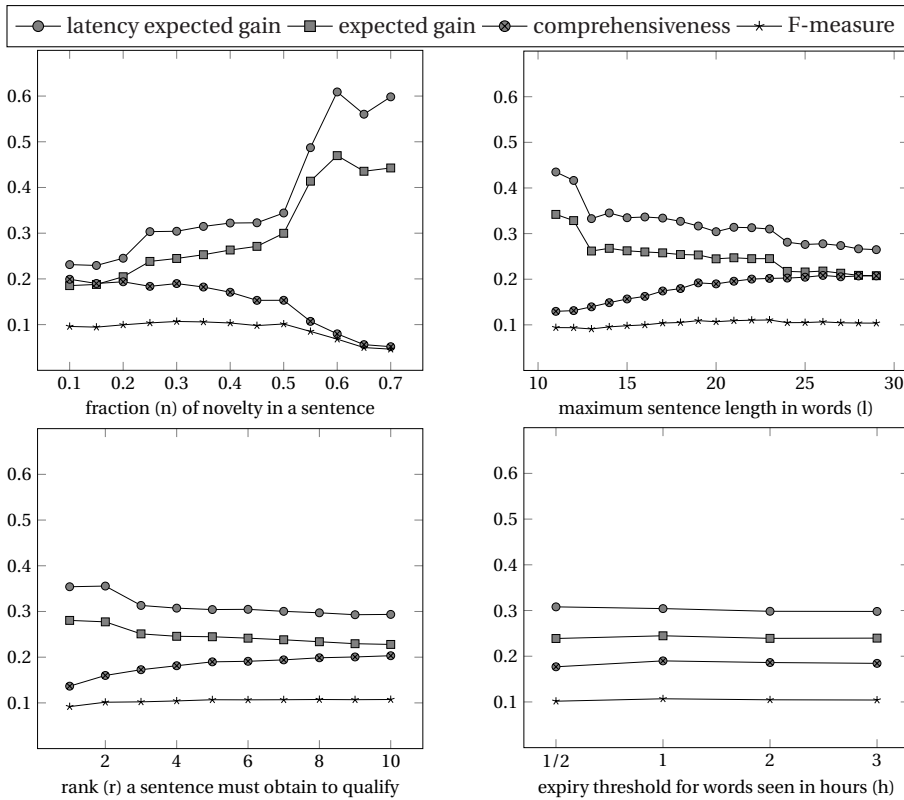 latency expected gain expected gain comprehensiveness F-measure
0.6
0.5
0.4
0.3
0.2
0.1
0.1 0.2 0.3 0.4 0.5 0.6 0.7
fraction (n) of novelty in a sentence
0.6
0.5
0.4
0.3
0.2
0.1
10 15 20 25 30
maximum sentence length in words (l)
0.6
0.5
0.4
0.3
0.2
0.1
2 4 6 8 10
rank (r) a sentence must obtain to qualify
0.6
0.5
0.4
0.3
0.2
0.1
1/2 1 2 3
expiry threshold for words seen in hours (h)